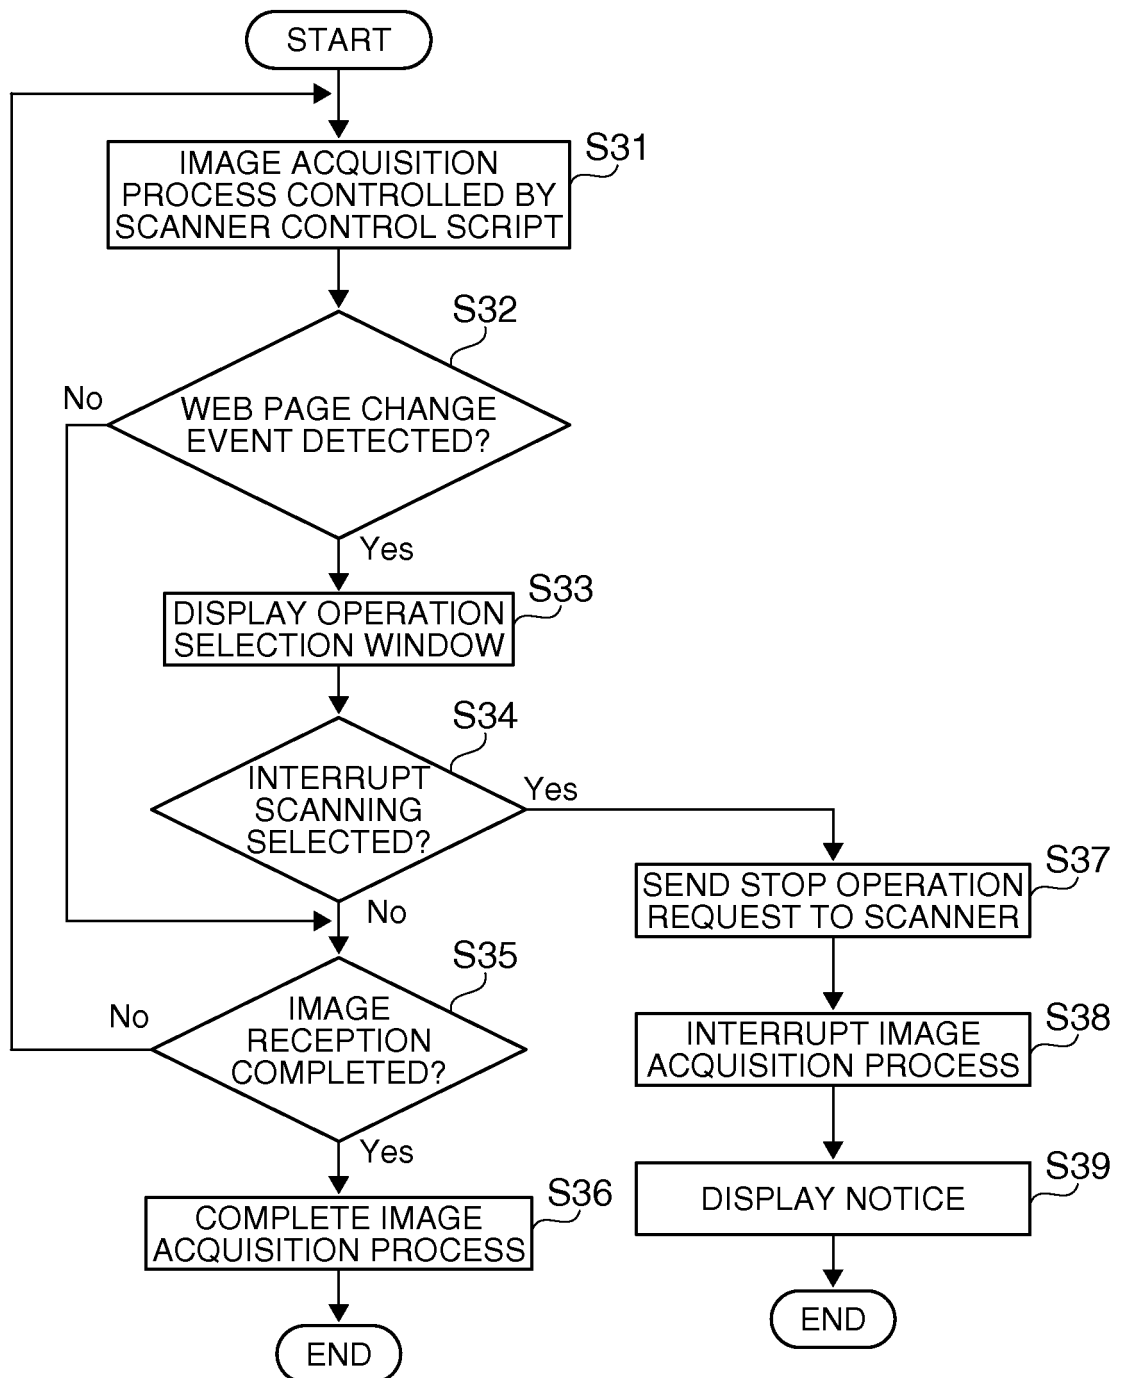 START
IMAGE ACQUISITION
PROCESS CONTROLLED BY
SCANNER CONTROL SCRIPT
S31
S32
No
WEB PAGE CHANGE
EVENT DETECTED?
Yes
S33
DISPLAY OPERATION
SELECTION WINDOW
S34
INTERRUPT
SCANNING
SELECTED?
Yes
No
S35
No
IMAGE
RECEPTION
COMPLETED?
Yes
S36
COMPLETE IMAGE
ACQUISITION PROCESS
END
S37
SEND STOP OPERATION
REQUEST TO SCANNER
S38
INTERRUPT IMAGE
ACQUISITION PROCESS
S39
DISPLAY NOTICE
END